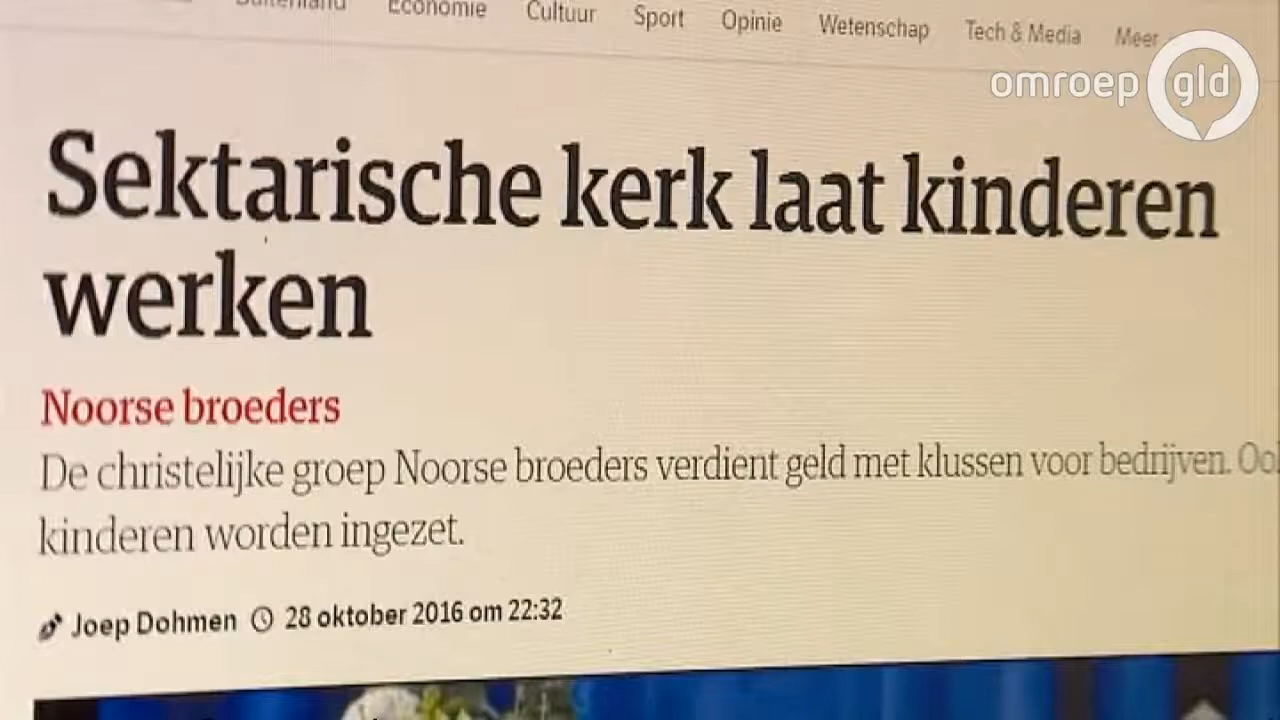 Buitenland Economie Cultuur Sport Opinie Wetenschap Tech & Media Meer
omroep gld
Sektarische kerk laat kinderen
werken
Noorse broeders
De christelijke groep Noorse broeders verdient geld met klussen voor bedrijven.
kinderen worden ingezet.
Joep Dohmen 28 oktober 2016 om 22:32